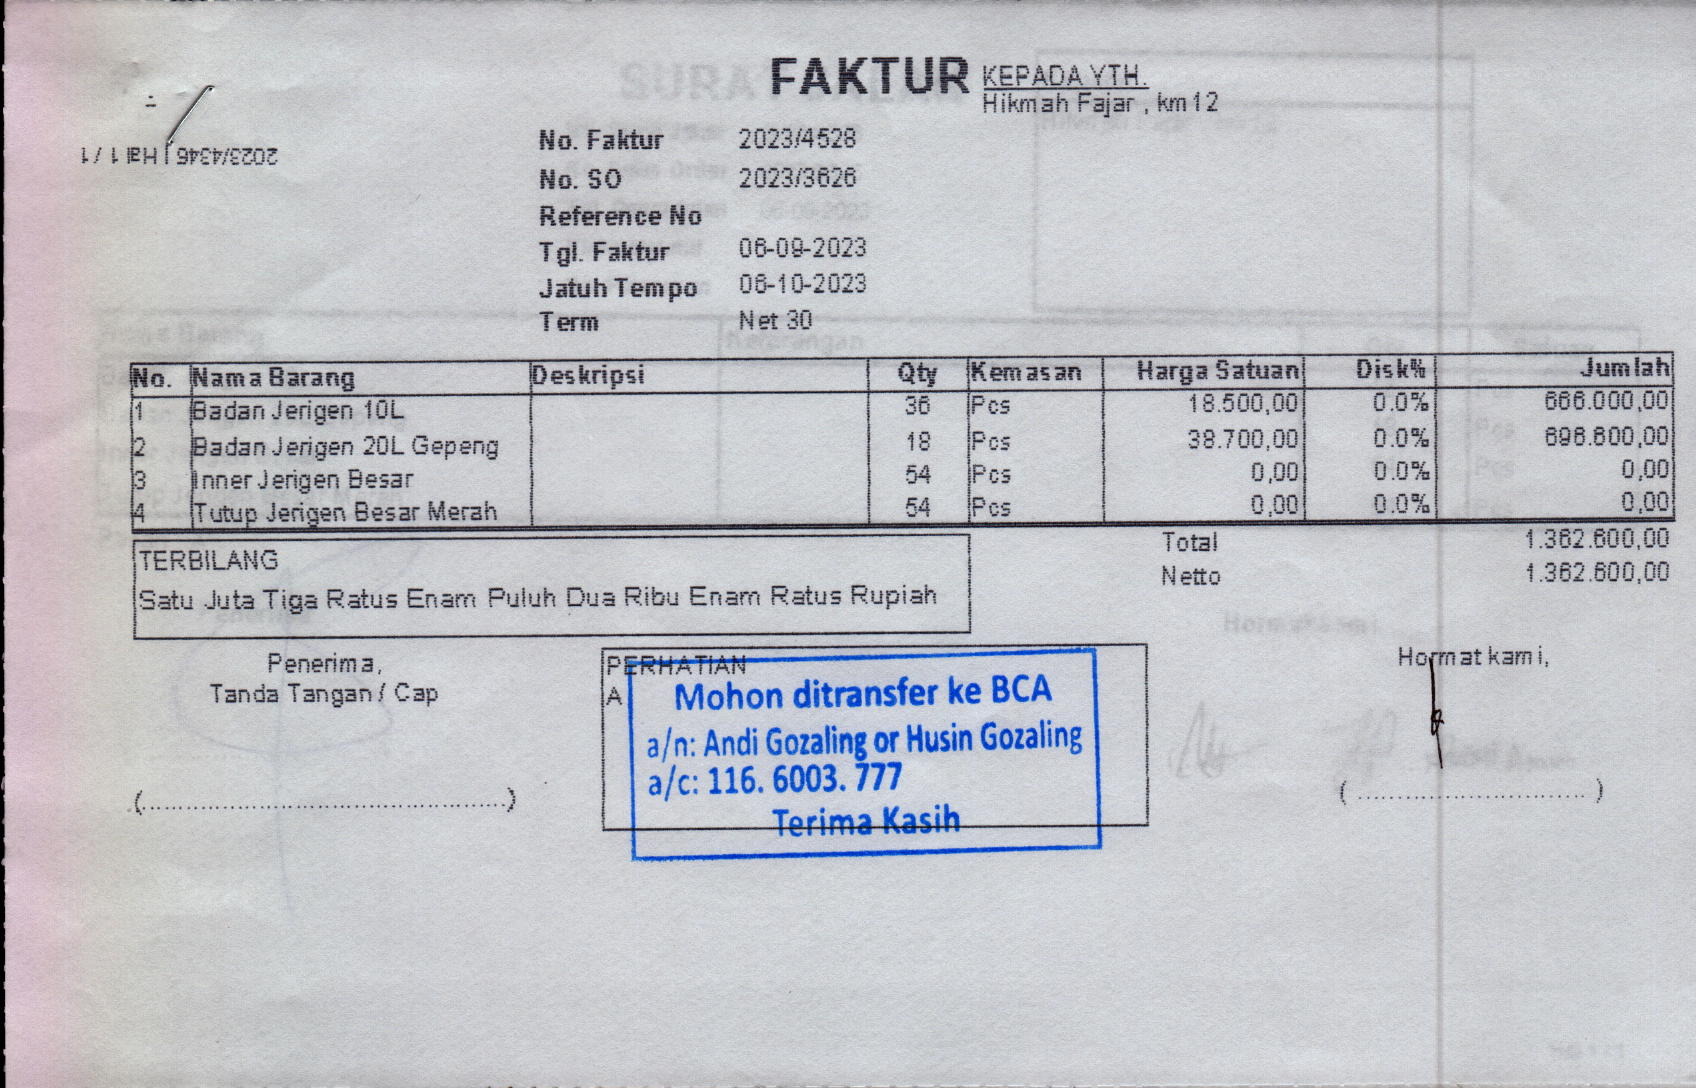 FAKTUR
KEPADA YTH.
Hikmah Fajar , km12
2023/4346 | Hal 1 / 1
No. Faktur 2023/4528
No. SO 2023/3626
Reference No
Tgl. Faktur 06-09-2023
Jatuh Tempo 06-10-2023
Term Net 30
No. Nama Barang Deskripsi Qty Kemasan Harga Satuan Disk% Jumlah
1 Badan Jerigen 10L 36 Pcs 18.500,00 0.0% 666.000,00
2 Badan Jerigen 20L Gepeng 18 Pcs 38.700,00 0.0% 696.600,00
3 Inner Jerigen Besar 54 Pcs 0,00 0.0% 0,00
4 Tutup Jerigen Besar Merah 54 Pcs 0,00 0.0% 0,00
Total 1.362.600,00
Netto 1.362.600,00
TERBILANG
Satu Juta Tiga Ratus Enam Puluh Dua Ribu Enam Ratus Rupiah
Penerima,
Tanda Tangan / Cap
PERHATIAN
A
Mohon ditransfer ke BCA
a/n: Andi Gozaling or Husin Gozaling
a/c: 116. 6003. 777
Terima Kasih
Hormat kami,